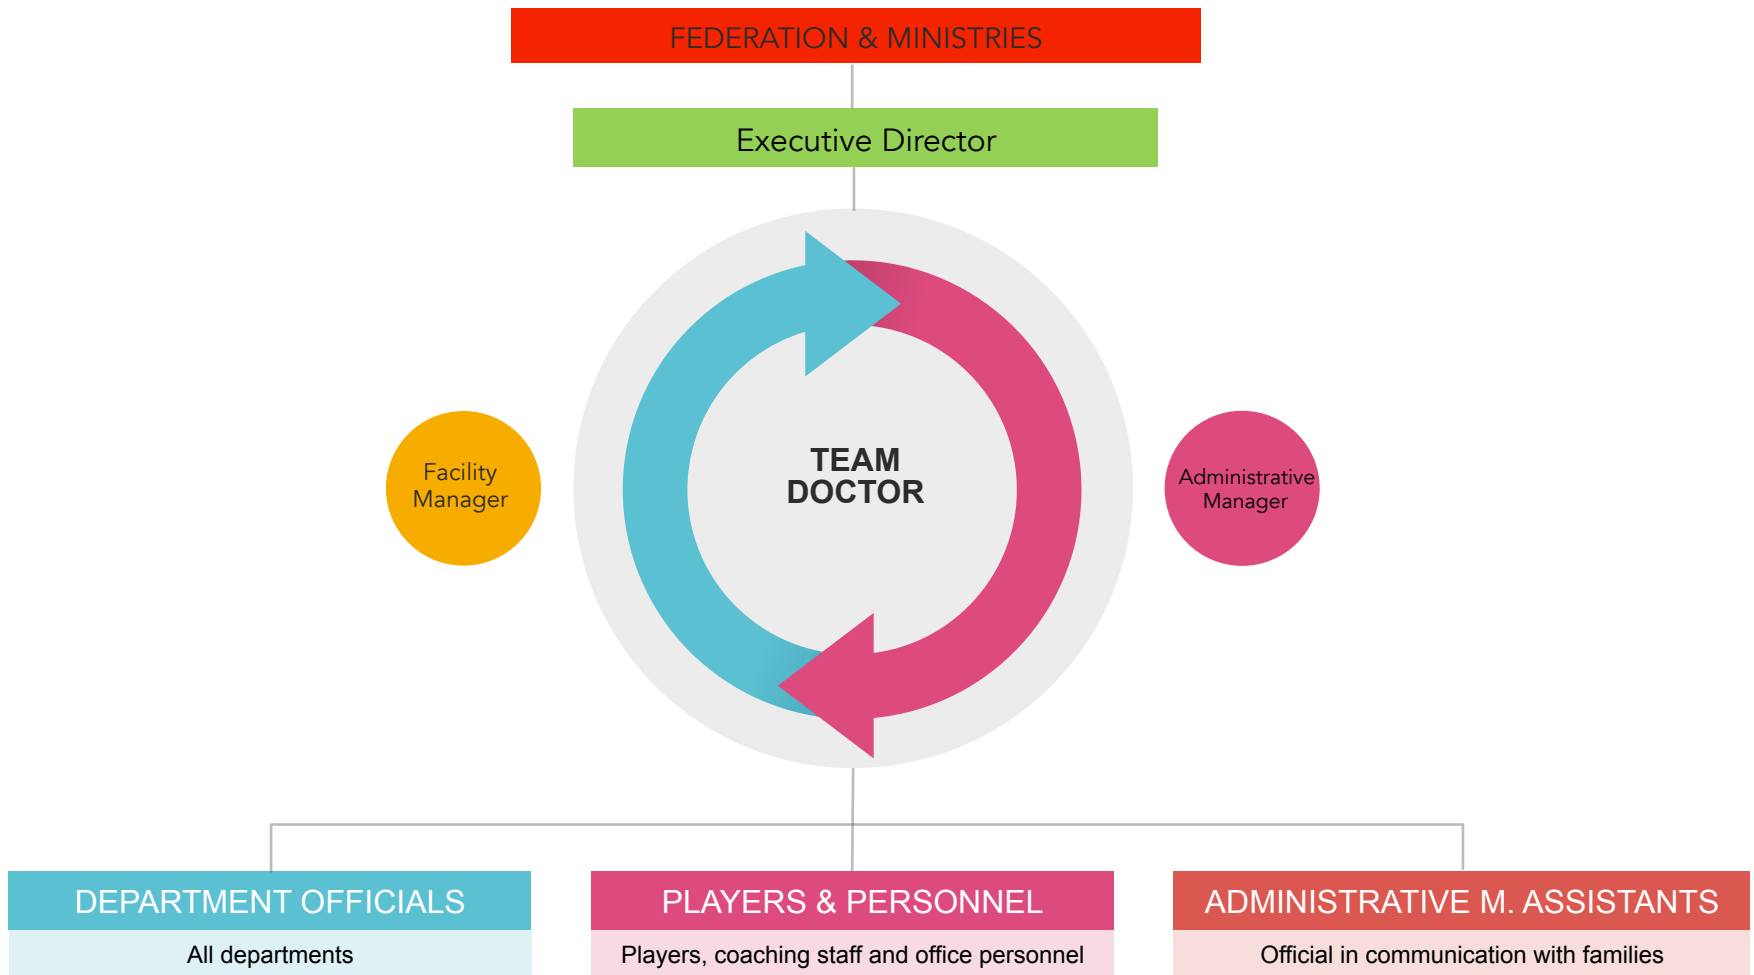 FEDERATION & MINISTRIES
Executive Director
TEAM
DOCTOR
Facility
Manager
Administrative
Manager
DEPARTMENT OFFICIALS
All departments
PLAYERS & PERSONNEL
Players, coaching staff and office personnel
ADMINISTRATIVE M. ASSISTANTS
Official in communication with families